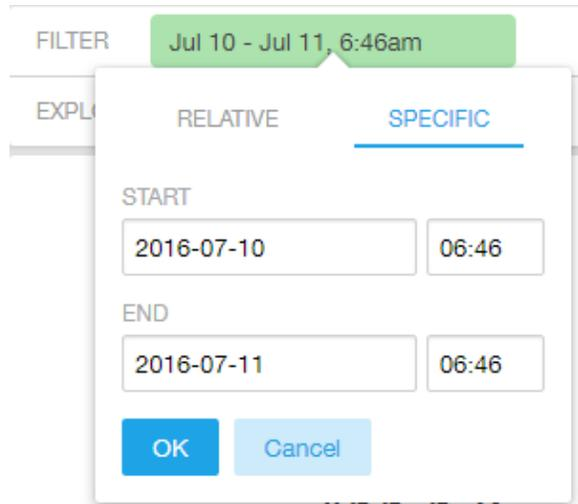 FILTER Jul 10 - Jul 11, 6:46am
EXPL
RELATIVE SPECIFIC
START
2016-07-10 06:46
END
2016-07-11 06:46
OK Cancel